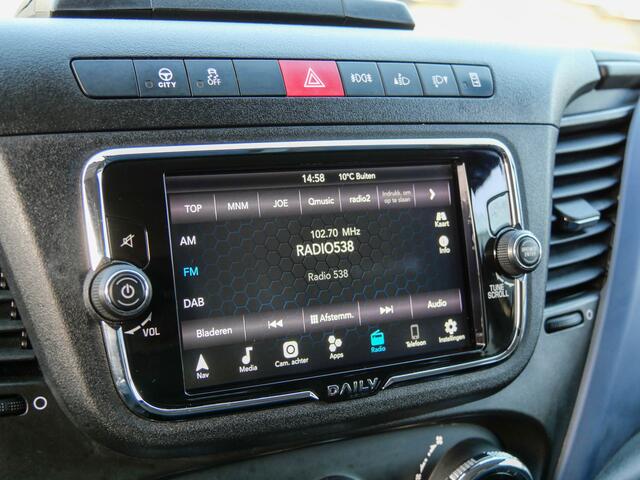 CITY
OFF
14:58 10°C Buiten
TOP MNM JOE Qmusic radio2 Indrukk. om op te slaan
AM
FM
DAB
102.70 MHz
RADIO538
Radio 538
Kaart
Info
Bladeren Afstemm. Audio
Nav Media Cam. achter Apps Radio Telefoon Instellingen
VOL
TUNE
SCROLL
DAILY